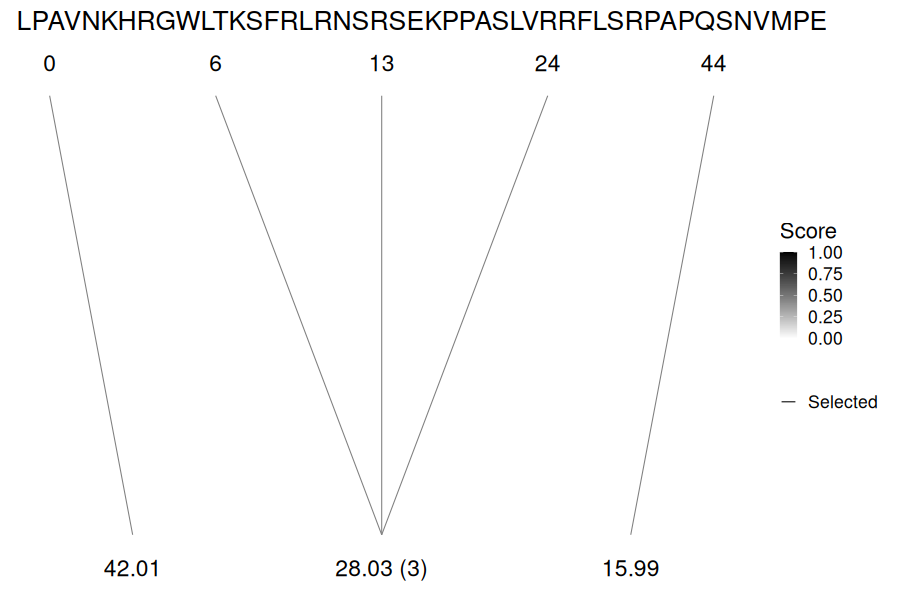 LPAVNKHRGWLTKSFRLRNSRSEKPPASLVRRFLSRPAPQSNVMPE
0 6 13 24 44
Score
1.00
0.75
0.50
0.25
0.00
Selected
42.01 28.03 (3) 15.99